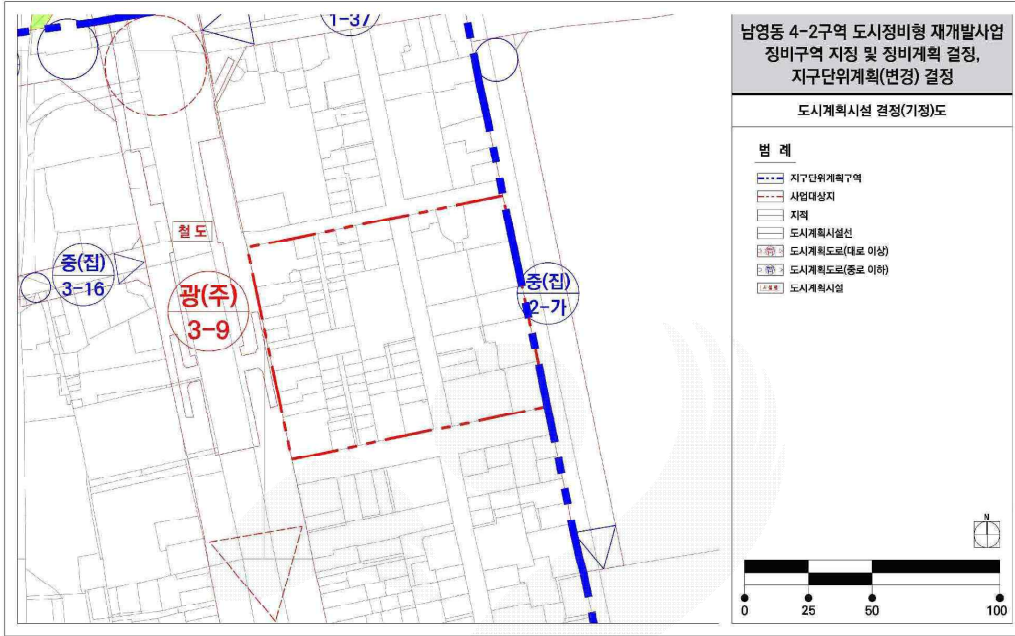 1-37
철도
중(집)
3-16
광(주)
3-9
중(집)
2-가
남영동 4-2구역 도시정비형 재개발사업
정비구역 지정 및 정비계획 결정,
지구단위계획(변경) 결정
도시계획시설 결정(기정)도
범 례
지구단위계획구역
사업대상지
지적
도시계획시설선
도시계획도로(대로 이상)
도시계획도로(중로 이하)
도시계획시설
N
0 25 50 100